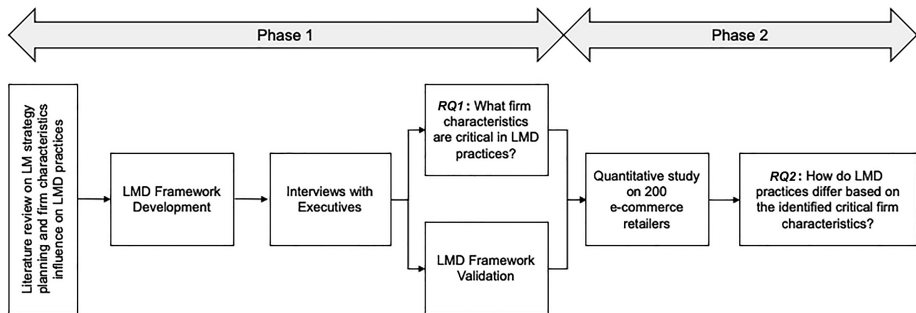 Phase 1
Phase 2
Literature review on LM strategy
planning and firm characteristics
influence on LMD practices
LMD Framework
Development
Interviews with
Executives
RQ1: What firm
characteristics
are critical in LMD
practices?
LMD Framework
Validation
Quantitative study
on 200
e-commerce
retailers
RQ2: How do LMD
practices differ based on
the identified critical firm
characteristics?